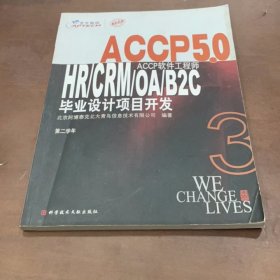 APTECH
ACCP5.0
ACCP软件工程师
HR/CRM/OA/B2C
毕业设计项目开发
北京阿博泰克北大青鸟信息技术有限公司 编著
第二学年
3
WE
CHANGE
LIVES
科学技术文献出版社